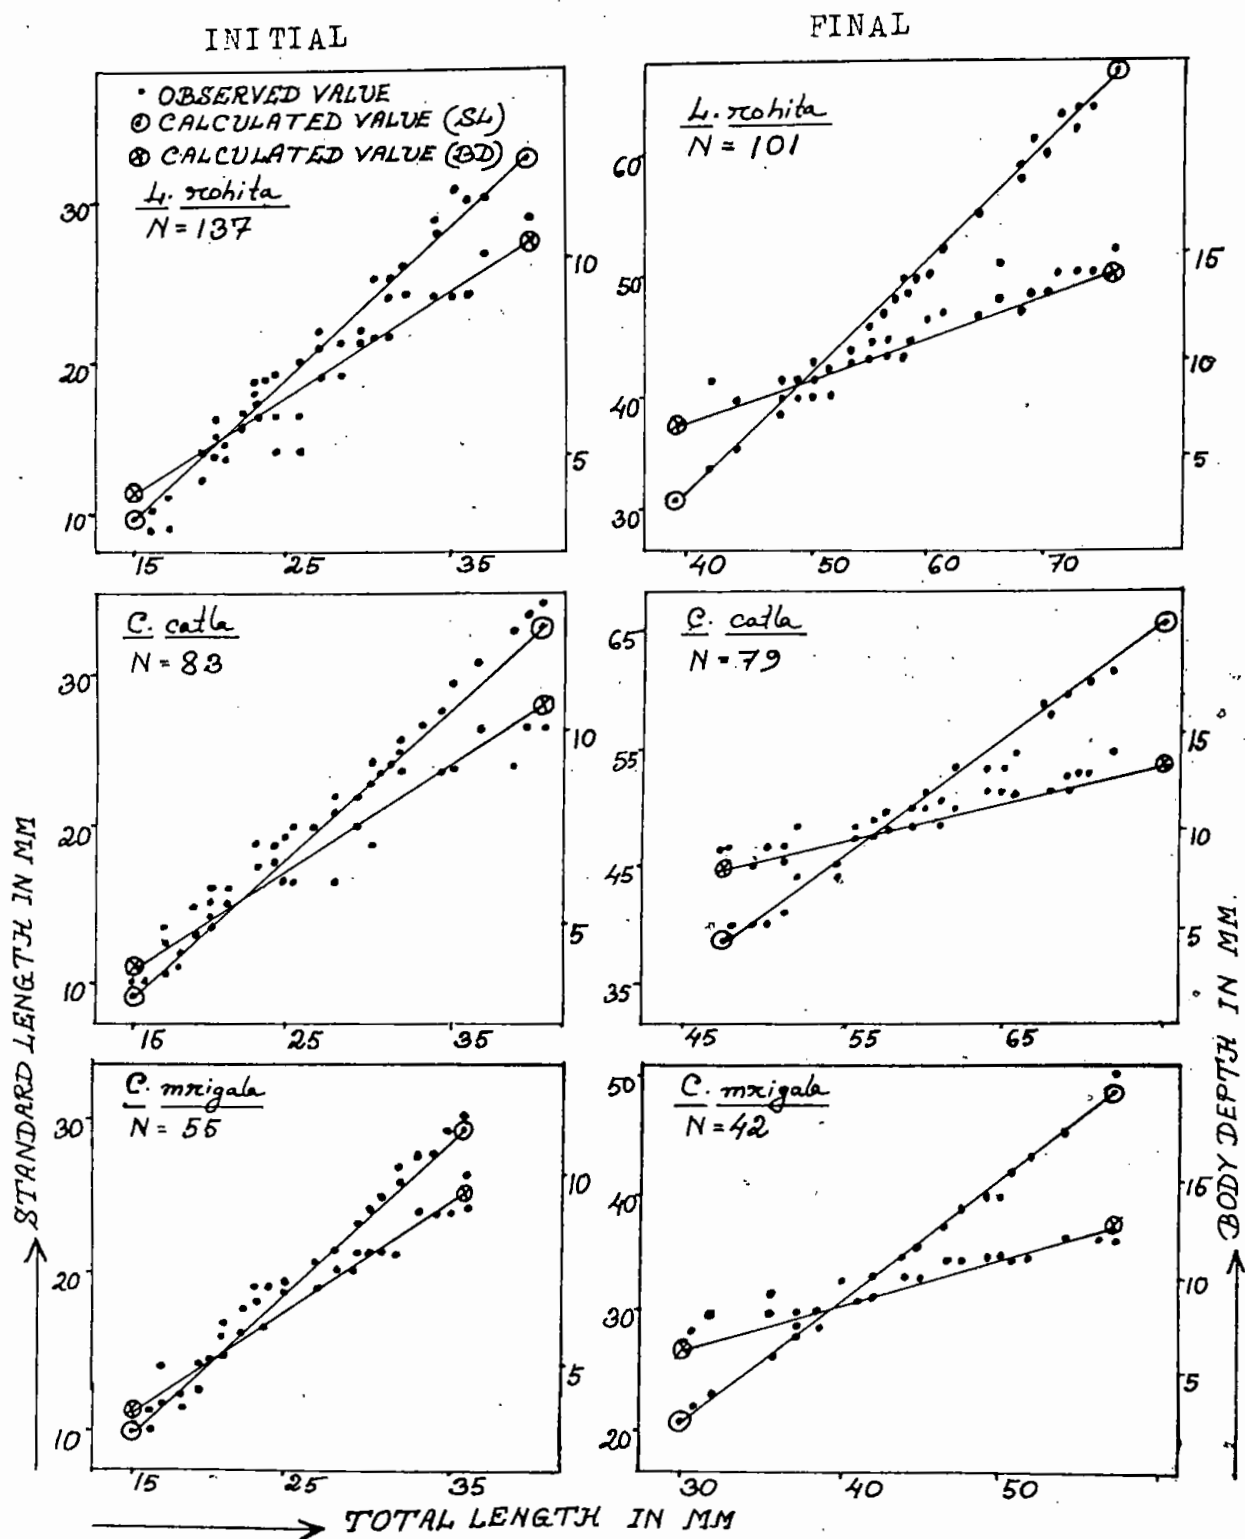 INITIAL
FINAL
• OBSERVED VALUE
⊙ CALCULATED VALUE (SL)
⊗ CALCULATED VALUE (BD)
L. rohita
N = 137
30
20
10
10
5
15 25 35
L. rohita
N = 101
60
50
40
30
15
10
5
40 50 60 70
C. catla
N = 83
30
20
10
10
5
15 25 35
C. catla
N = 79
65
55
45
35
15
10
5
45 55 65
C. mrigala
N = 55
30
20
10
10
5
15 25 35
C. mrigala
N = 42
50
40
30
20
15
10
5
30 40 50
STANDARD LENGTH IN MM
BODY DEPTH IN MM.
TOTAL LENGTH IN MM